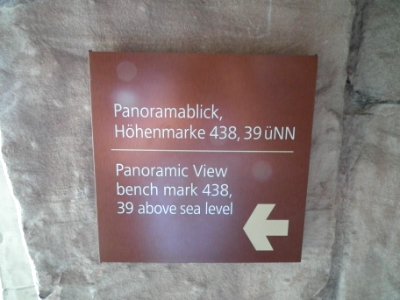 Panoramablick,
Höhenmarke 438, 39 üNN
Panoramic View
bench mark 438,
39 above sea level